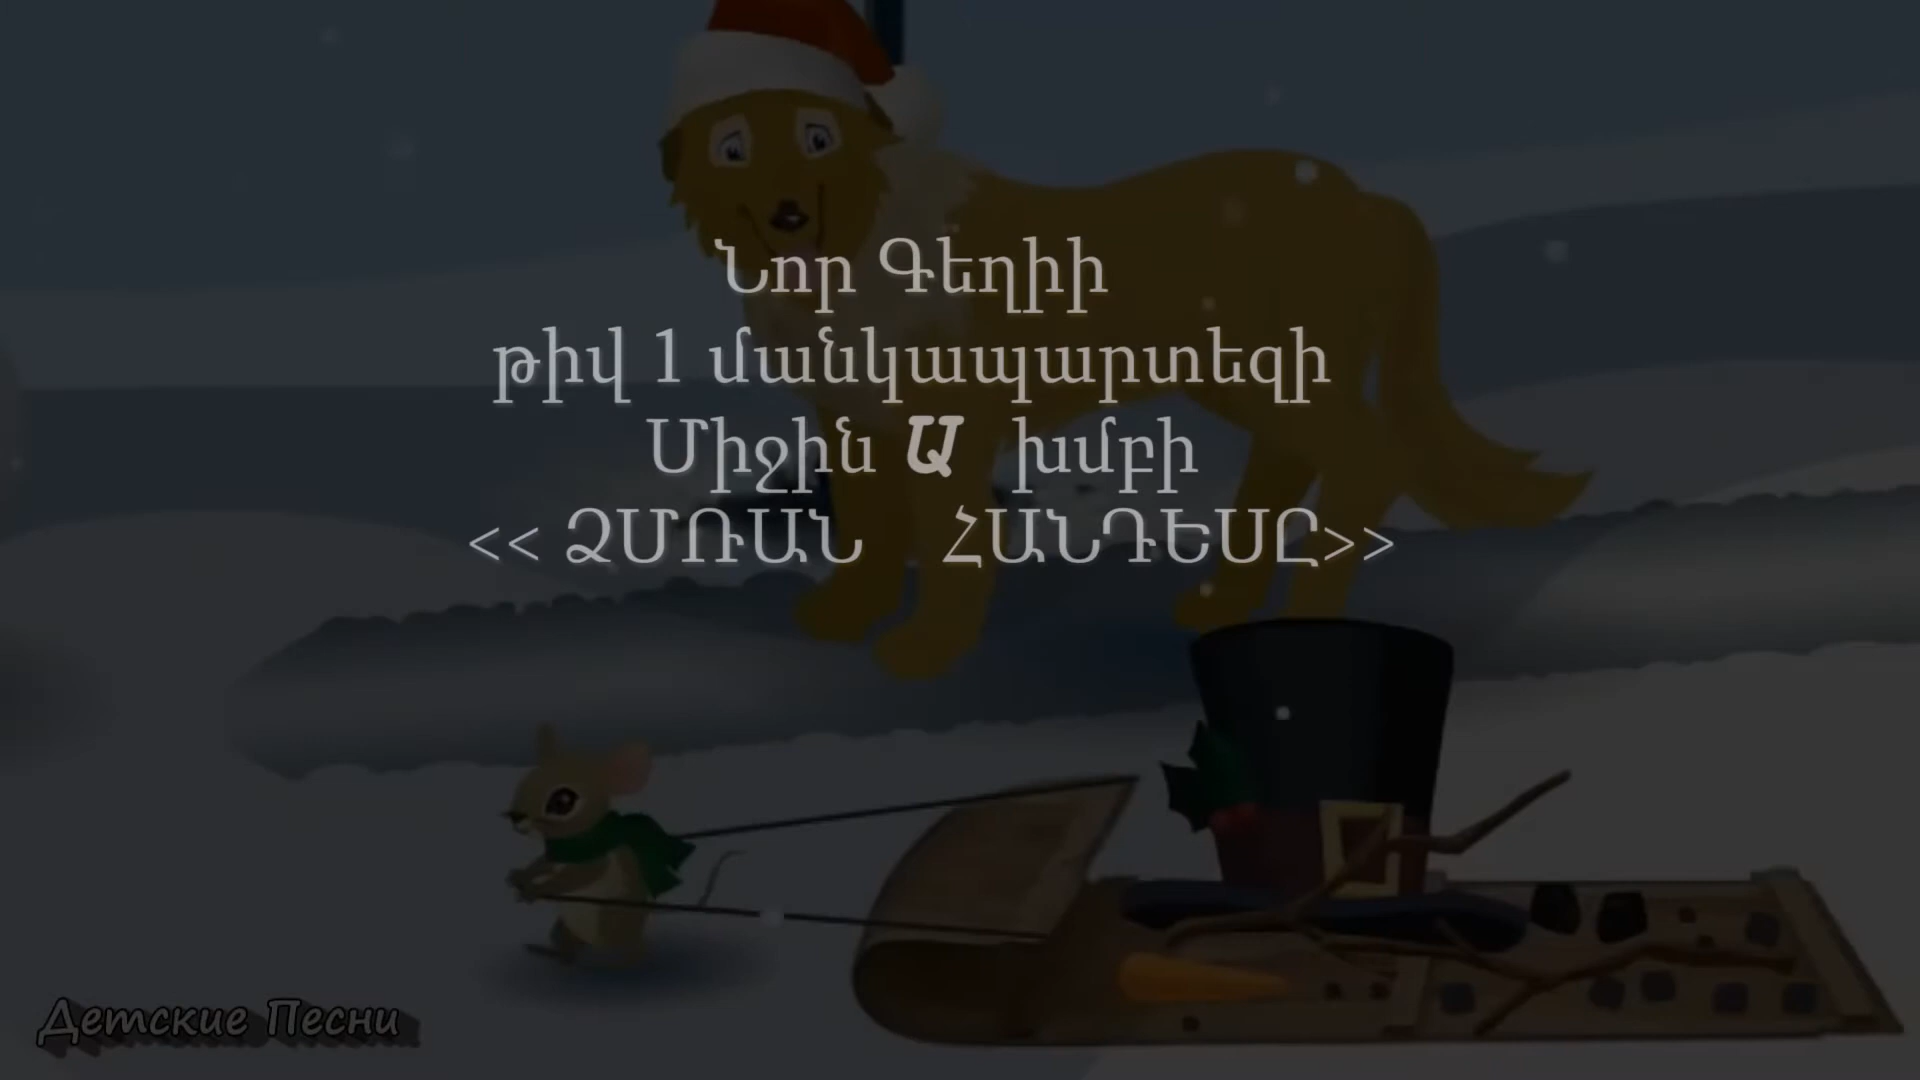 Նոր Գեղիի
թիվ 1 մանկապարտեզի
Միջին Ա խմբի
<< ՁՄՌԱՆ ՀԱՆԴԵՍԸ>>
Детские Песни